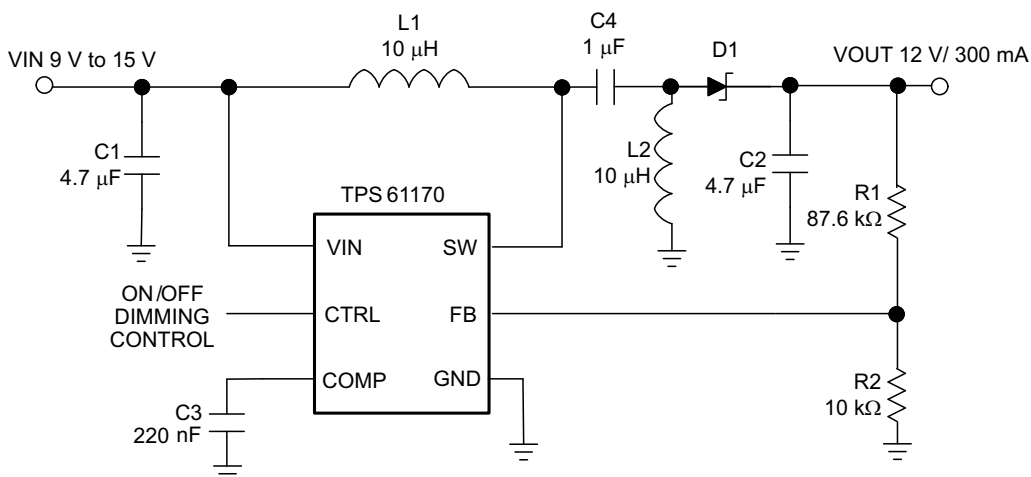 L1
10 μH
C4
1 μF
D1
VIN 9 V to 15 V
VOUT 12 V/ 300 mA
C1
4.7 μF
L2
10 μH
C2
4.7 μF
R1
87.6 kΩ
TPS 61170
VIN
SW
ON/OFF
DIMMING
CONTROL
CTRL
FB
COMP
GND
C3
220 nF
R2
10 kΩ